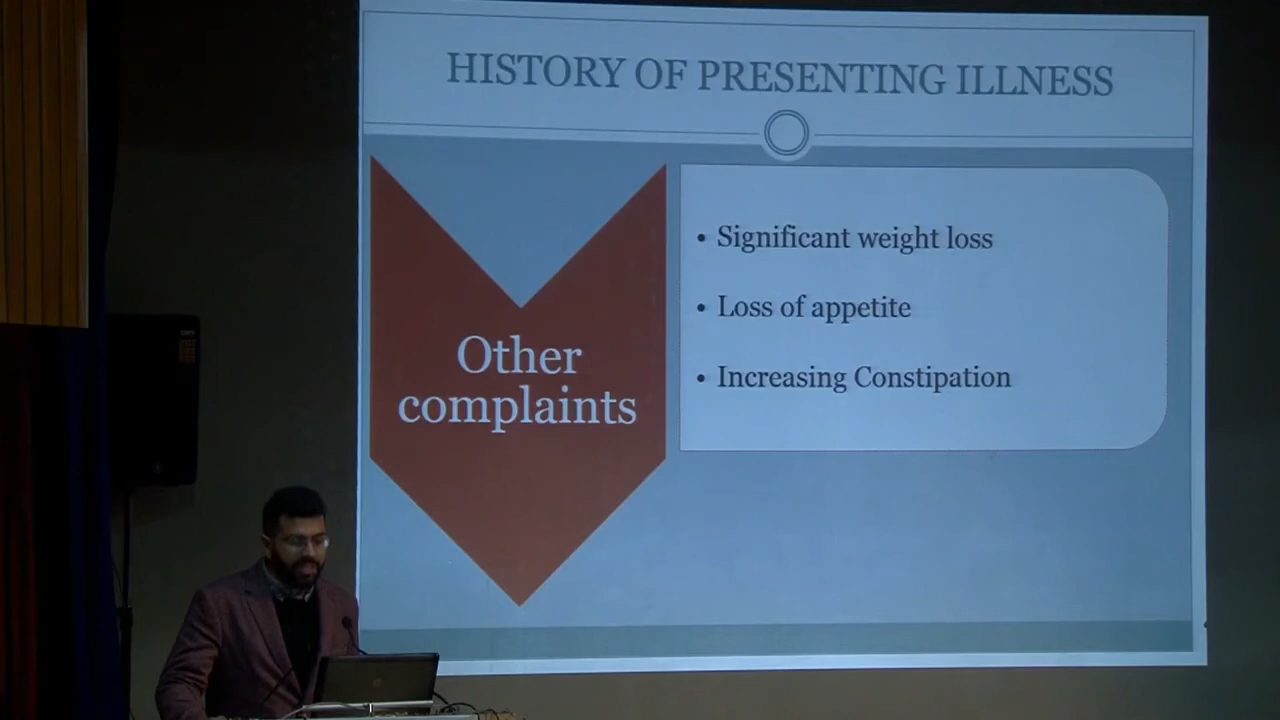 HISTORY OF PRESENTING ILLNESS
Other
complaints
• Significant weight loss
• Loss of appetite
• Increasing Constipation